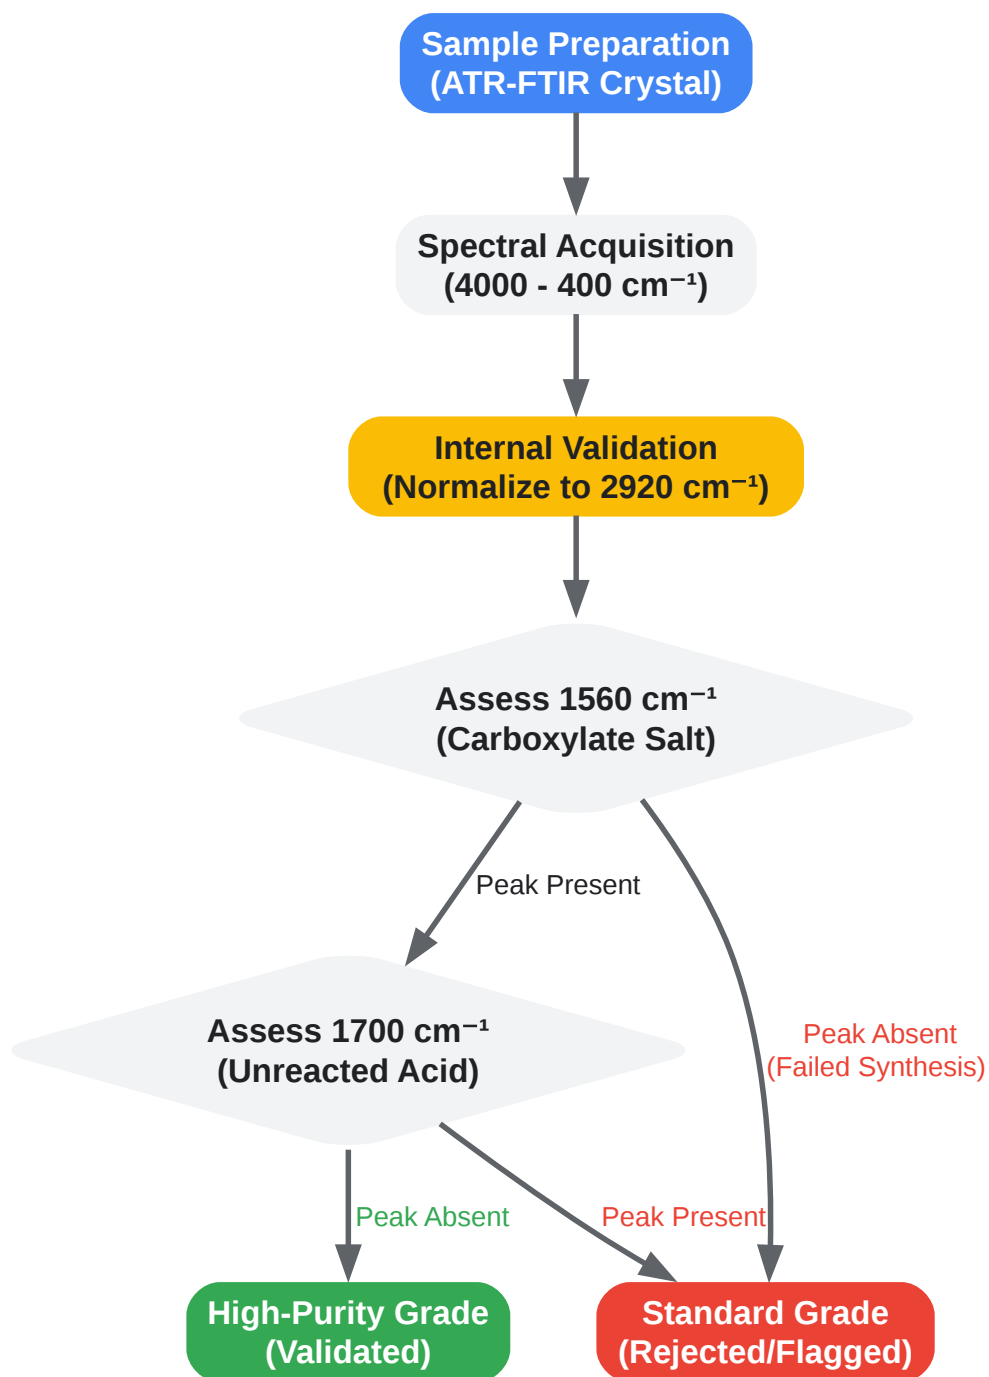 Sample Preparation
(ATR-FTIR Crystal)
Spectral Acquisition
(4000 - 400 cm⁻¹)
Internal Validation
(Normalize to 2920 cm⁻¹)
Assess 1560 cm⁻¹
(Carboxylate Salt)
Peak Present
Assess 1700 cm⁻¹
(Unreacted Acid)
Peak Absent
(Failed Synthesis)
Peak Absent
Peak Present
High-Purity Grade
(Validated)
Standard Grade
(Rejected/Flagged)